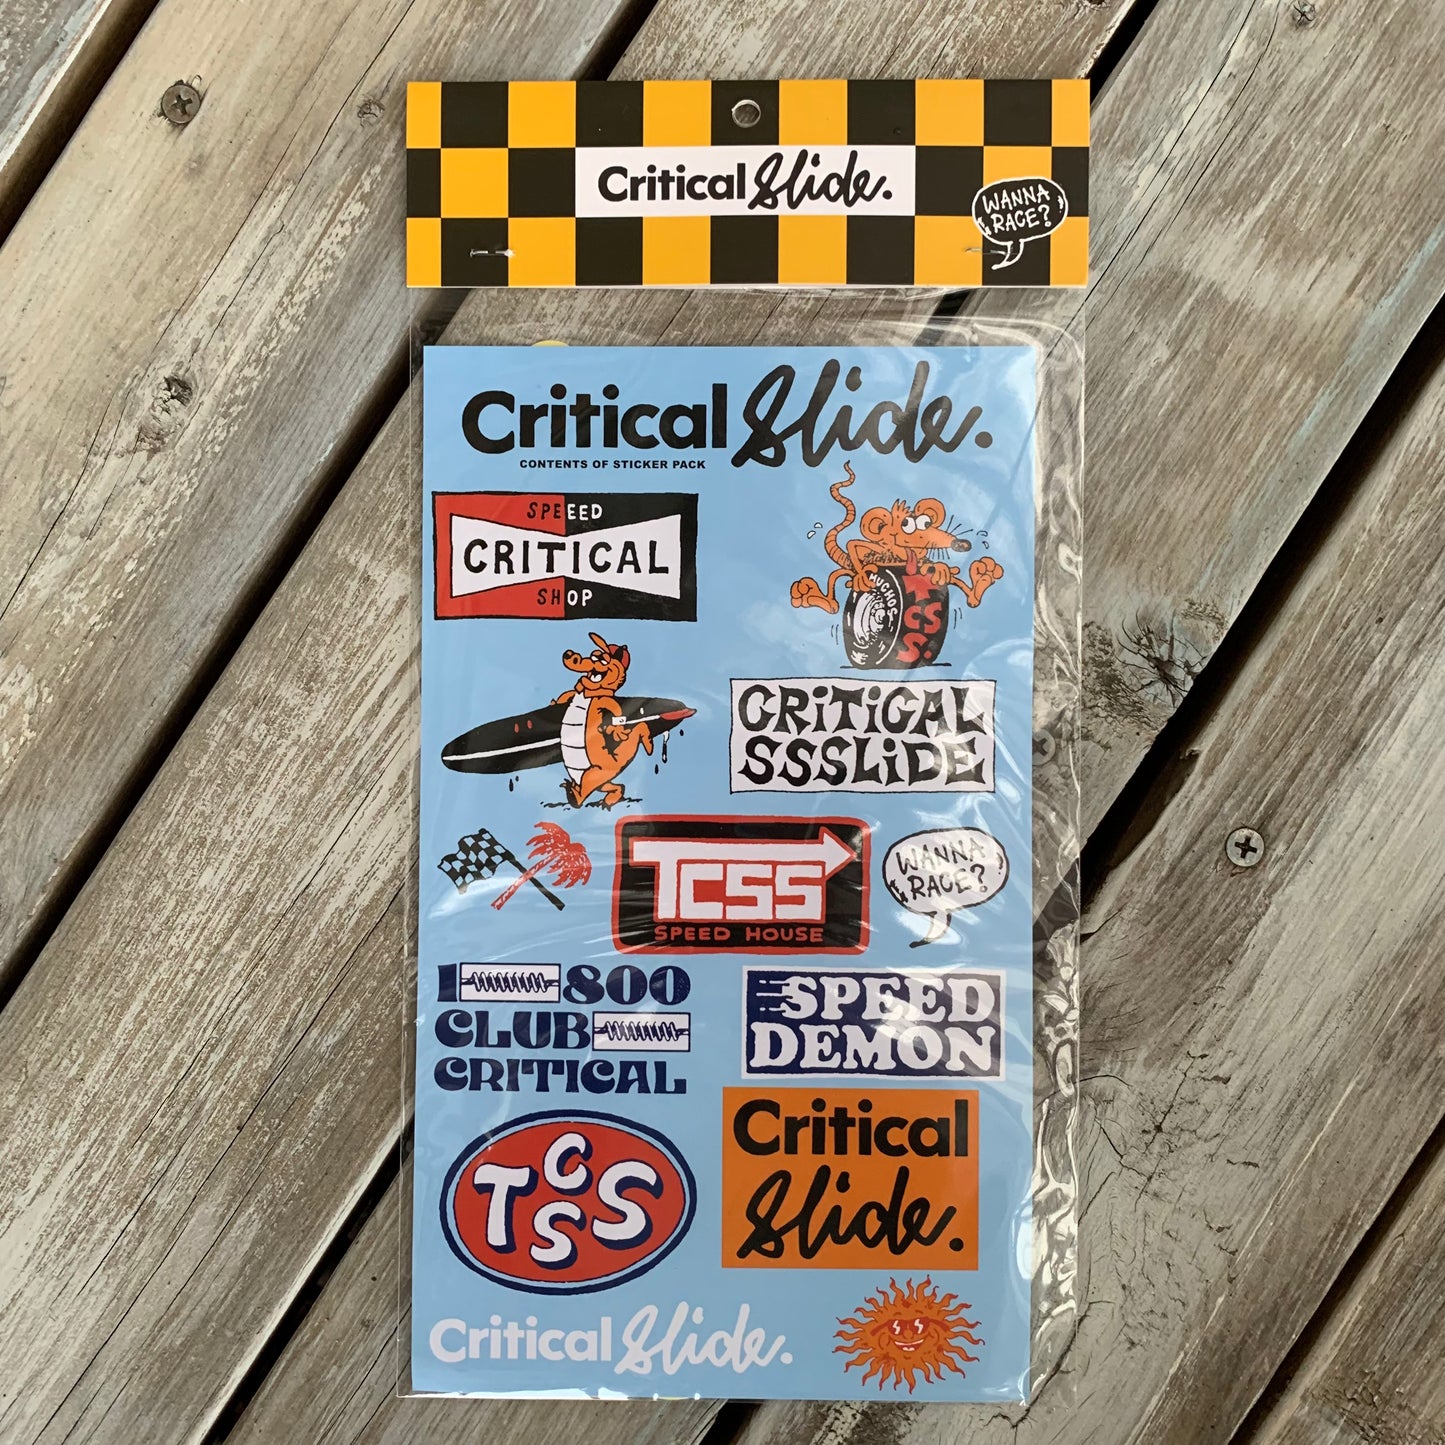 Critical Slide.
WANNA
RACE?
Critical Slide.
CONTENTS OF STICKER PACK
SPEEED
CRITICAL
SHOP
MUCHOS
T.C.S.S.
CRiTiCAL
SSSLiDE
TCSS
SPEED HOUSE
WANNA
RACE?
1 800
CLUB
CRITICAL
SPEED
DEMON
TCSS
Critical
Slide.
Critical Slide.